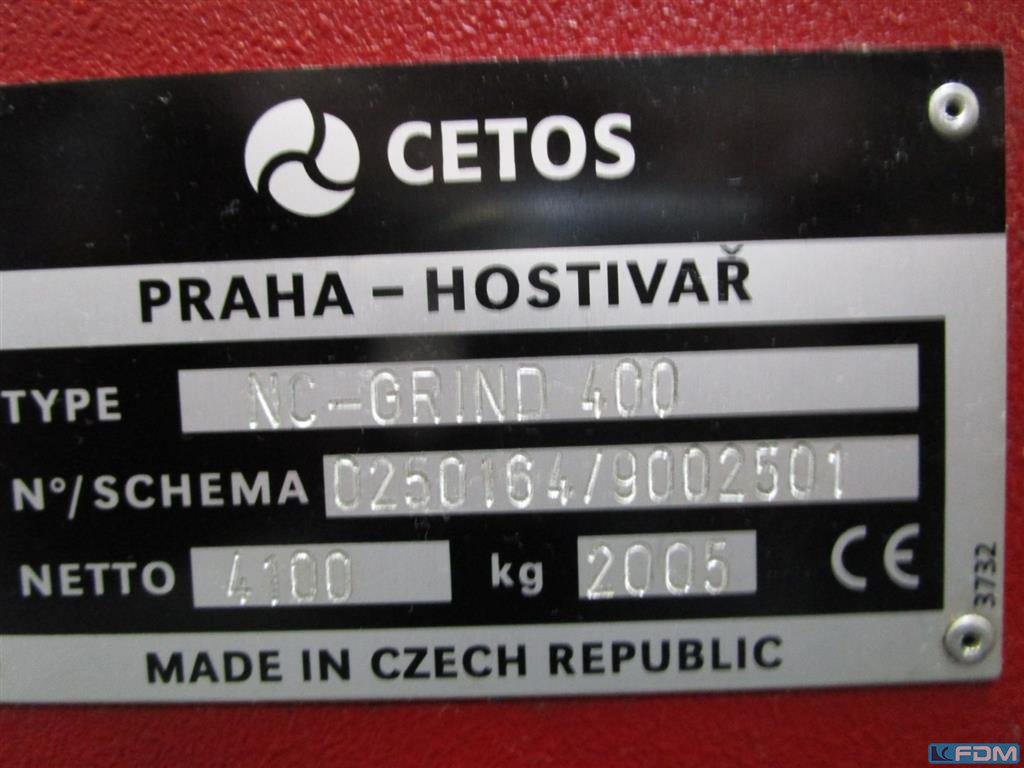 CETOS
PRAHA – HOSTIVAŘ
TYPE NC-GRIND 400
Nº/SCHEMA 0250164/9002501
NETTO 4100 kg 2005 CE
3732
MADE IN CZECH REPUBLIC
FDM